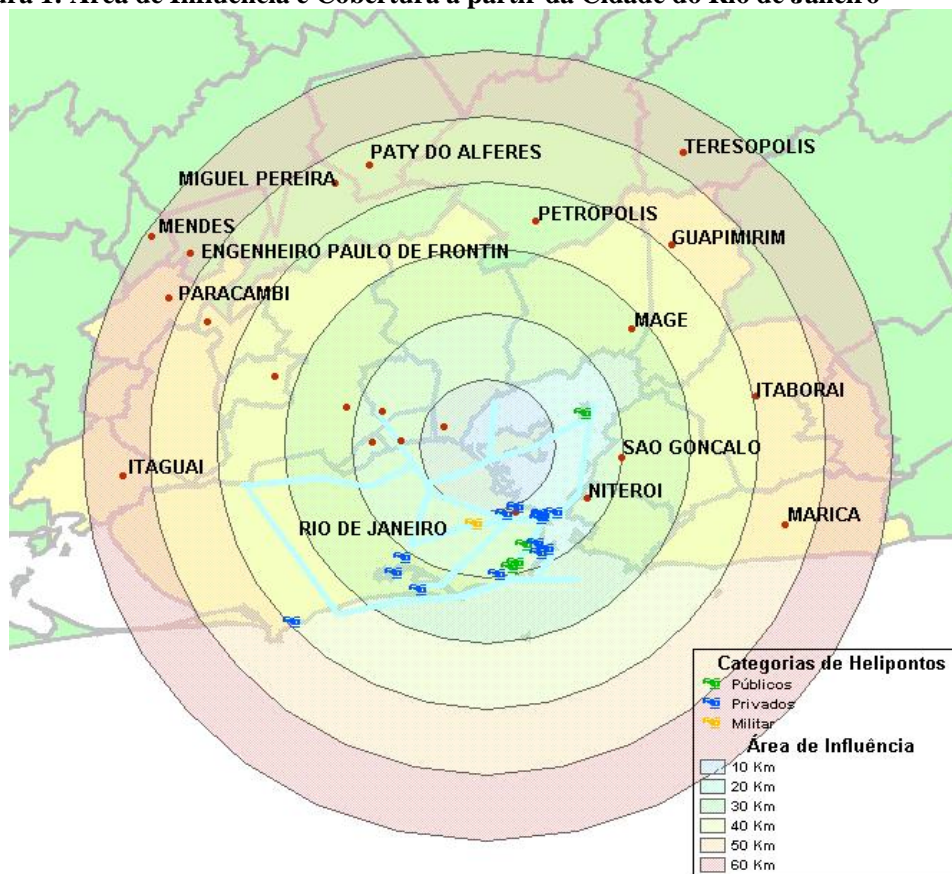 ra 1: Área de Influência e Cobertura a partir da Cidade do Rio de Janeiro
PATY DO ALFERES
TERESOPOLIS
MIGUEL PEREIRA
PETROPOLIS
MENDES
GUAPIMIRIM
ENGENHEIRO PAULO DE FRONTIN
PARACAMBI
MAGE
ITABORAI
SAO GONCALO
ITAGUAI
NITEROI
MARICA
RIO DE JANEIRO
Categorias de Helipontos
Públicos
Privados
Militar
Área de Influência
10 Km
20 Km
30 Km
40 Km
50 Km
60 Km